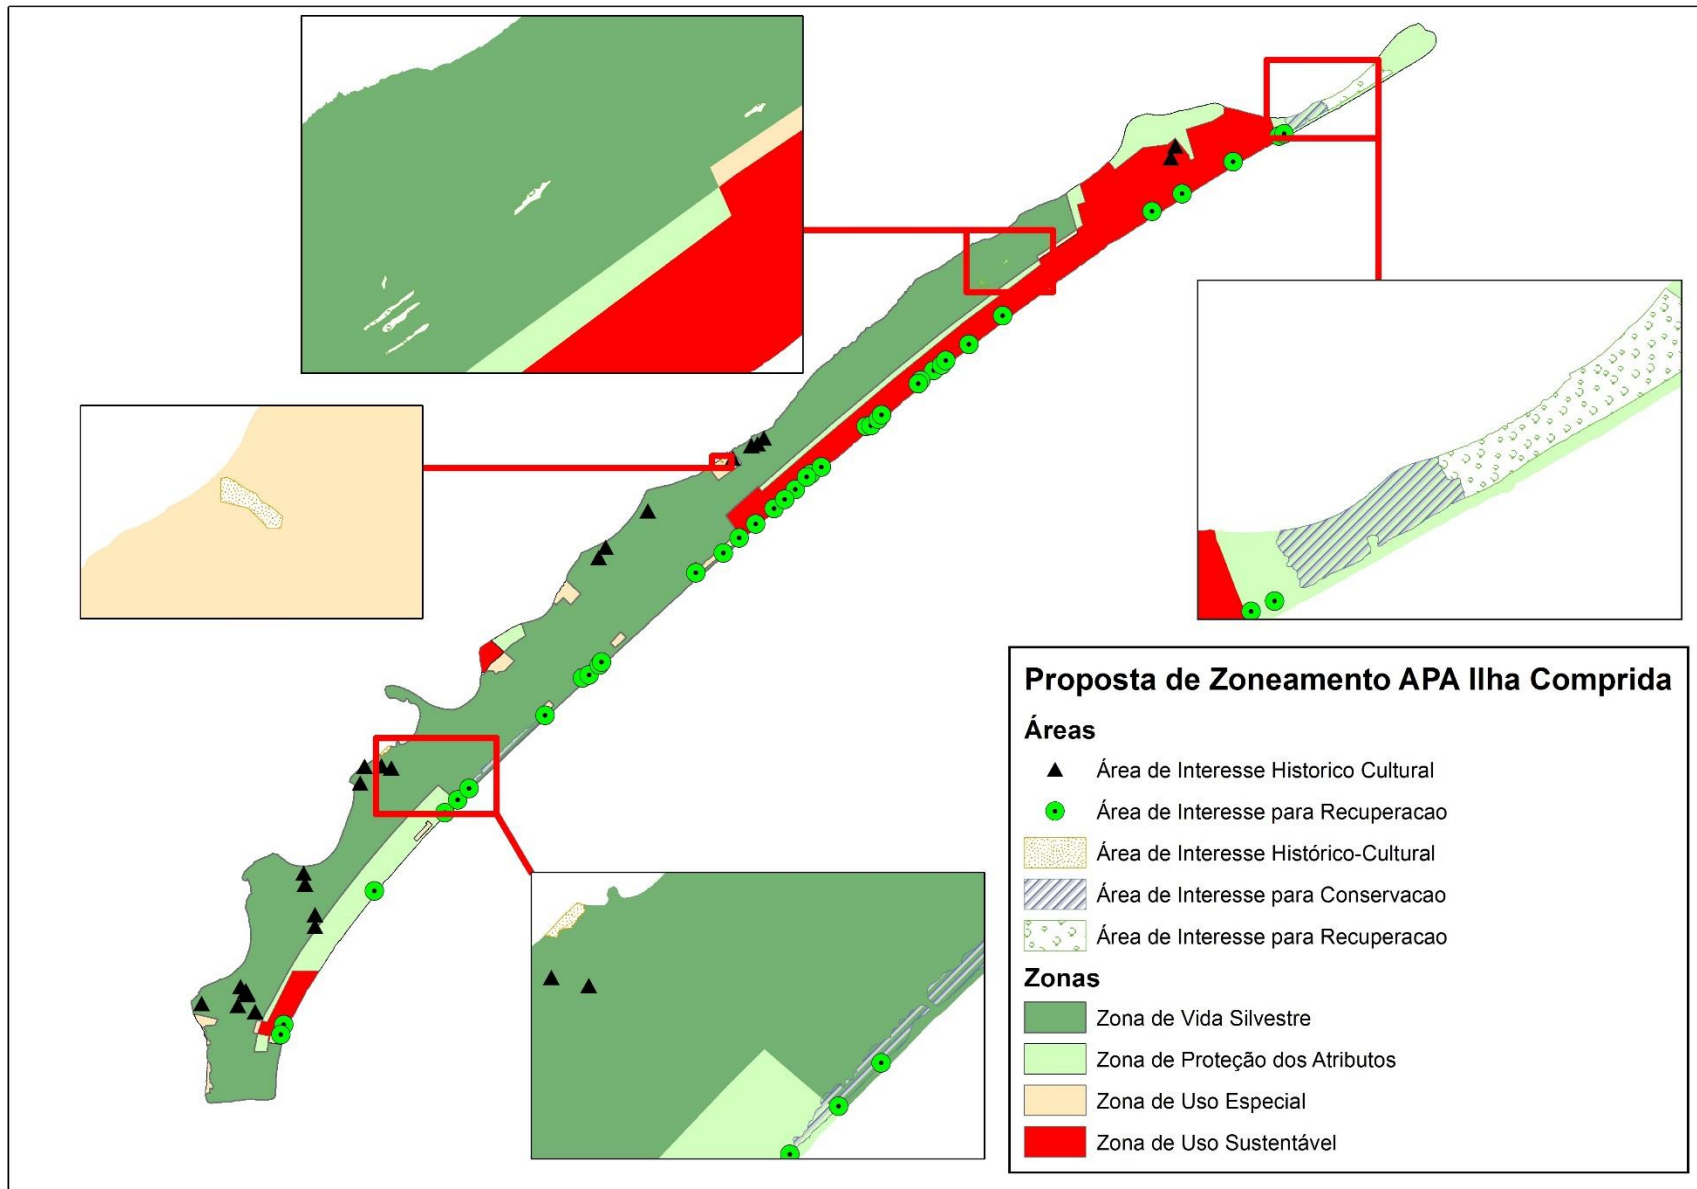 Proposta de Zoneamento APA Ilha Comprida
Áreas
Área de Interesse Historico Cultural
Área de Interesse para Recuperacao
Área de Interesse Histórico-Cultural
Área de Interesse para Conservacao
Área de Interesse para Recuperacao
Zonas
Zona de Vida Silvestre
Zona de Proteção dos Atributos
Zona de Uso Especial
Zona de Uso Sustentável